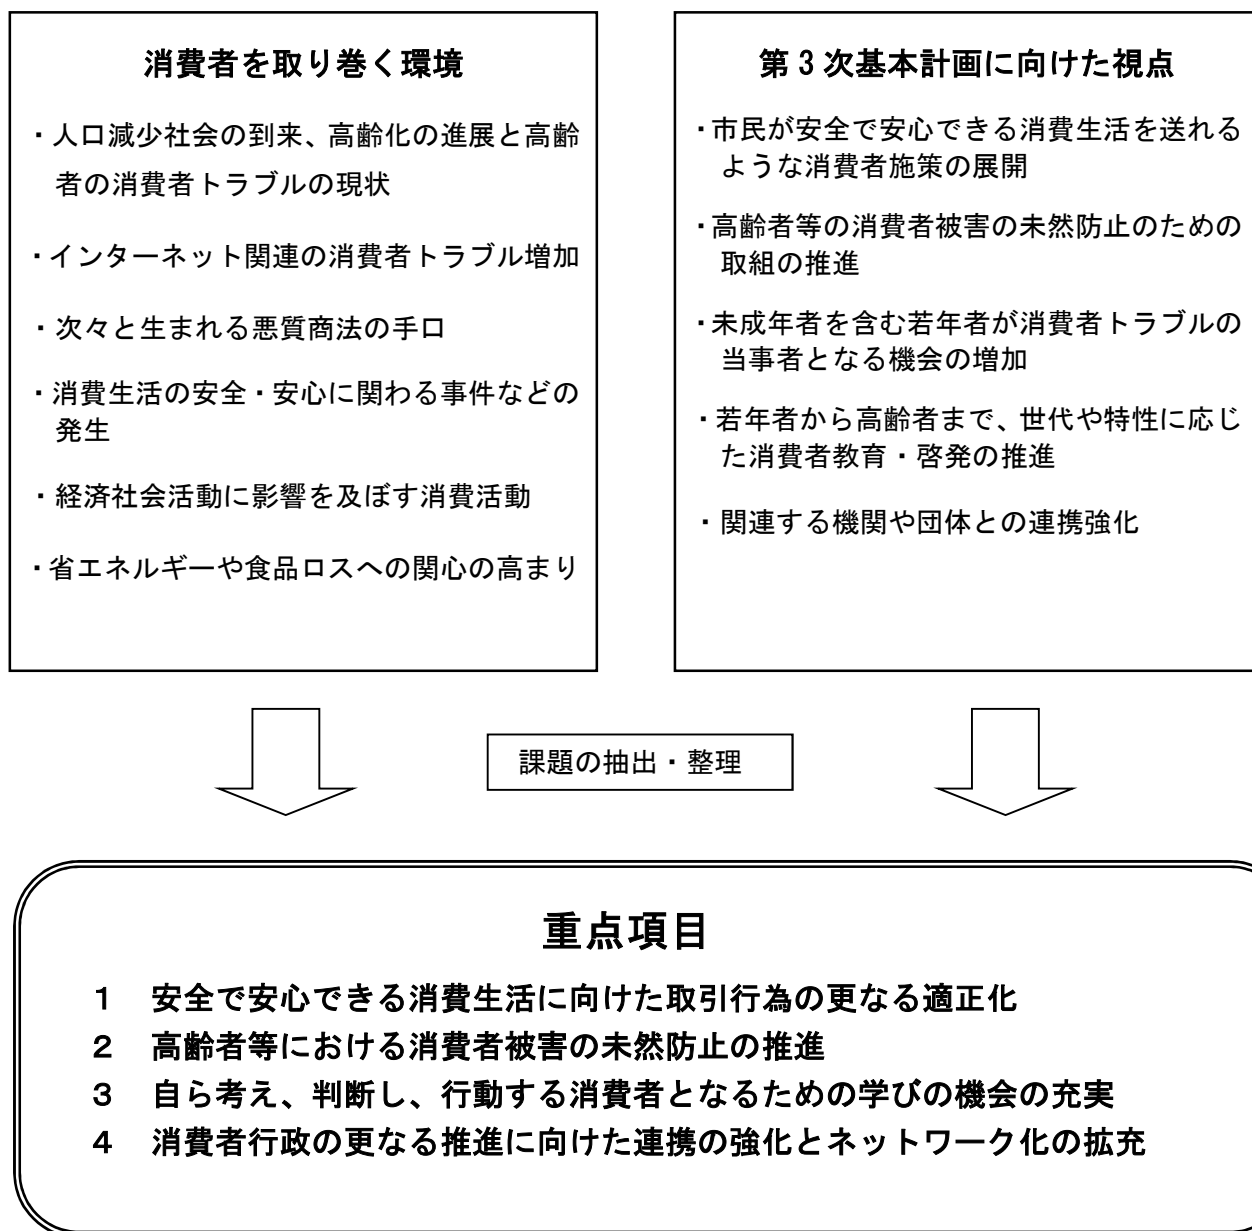 消費者を取り巻く環境
・人口減少社会の到来、高齢化の進展と高齢
者の消費者トラブルの現状
・インターネット関連の消費者トラブル増加
・次々と生まれる悪質商法の手口
・消費生活の安全・安心に関わる事件などの
発生
・経済社会活動に影響を及ぼす消費活動
・省エネルギーや食品ロスへの関心の高まり
第３次基本計画に向けた視点
・市民が安全で安心できる消費生活を送れる
ような消費者施策の展開
・高齢者等の消費者被害の未然防止のための
取組の推進
・未成年者を含む若年者が消費者トラブルの
当事者となる機会の増加
・若年者から高齢者まで、世代や特性に応じ
た消費者教育・啓発の推進
・関連する機関や団体との連携強化
課題の抽出・整理
重点項目
１　安全で安心できる消費生活に向けた取引行為の更なる適正化
２　高齢者等における消費者被害の未然防止の推進
３　自ら考え、判断し、行動する消費者となるための学びの機会の充実
４　消費者行政の更なる推進に向けた連携の強化とネットワーク化の拡充